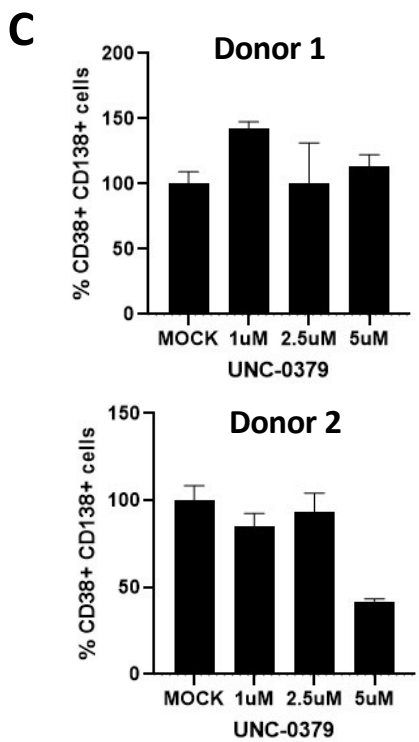 C
Donor 1
% CD38+ CD138+ cells
200
150
100
50
0
MOCK 1uM 2.5uM 5uM
UNC-0379
Donor 2
% CD38+ CD138+ cells
150
100
50
0
MOCK 1uM 2.5uM 5uM
UNC-0379